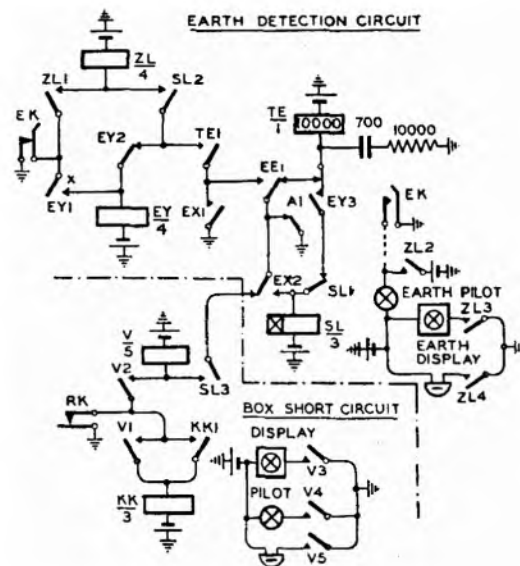 EARTH DETECTION CIRCUIT
ZL
4
ZL1
SL2
EK
EY2
TE1
TE
1
0000
700
10000
X
EY1
EY
4
EX1
EE1
A1
EY3
EK
ZL2
EARTH PILOT
ZL3
EARTH
DISPLAY
ZL4
EX2
SL1
SL
3
SL3
V
5
V2
RK
V1
KK1
KK
3
BOX SHORT CIRCUIT
DISPLAY
V3
PILOT
V4
V5